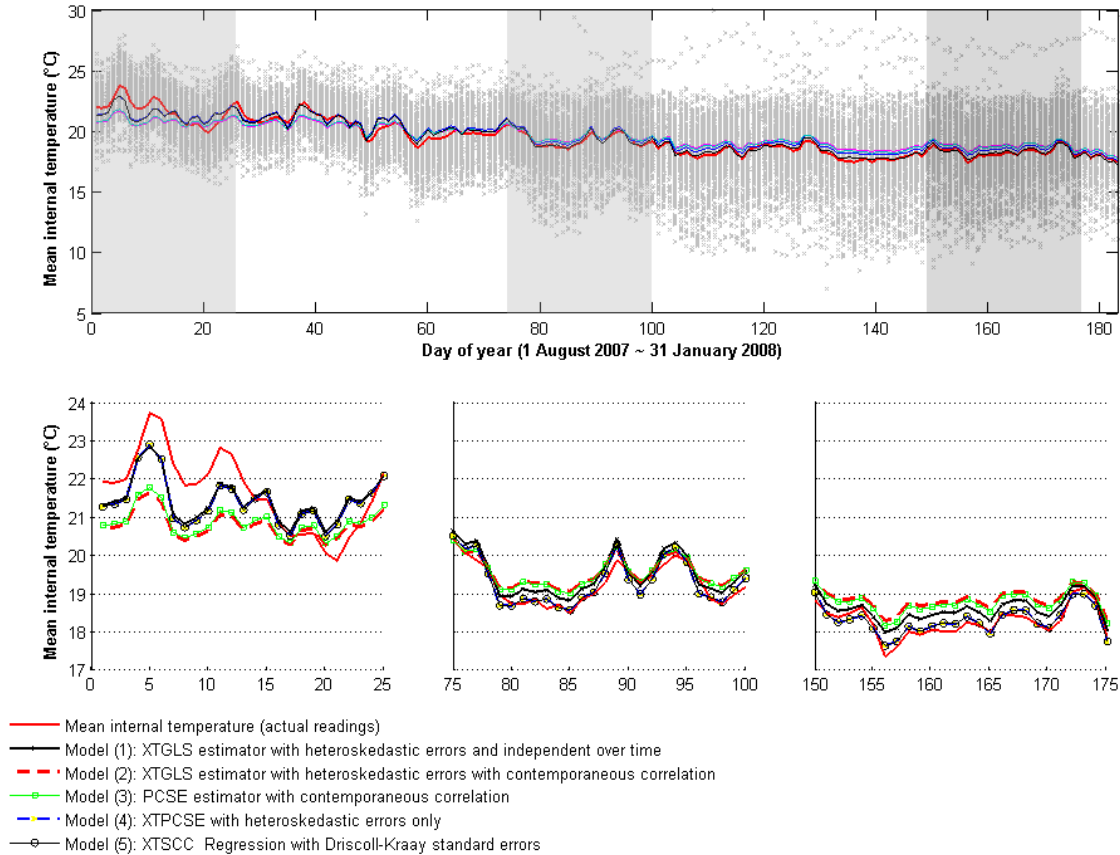 30
25
20
15
10
5
Mean internal temperature (°C)
0 20 40 60 80 100 120 140 160 180
Day of year (1 August 2007 ~ 31 January 2008)
24
23
22
21
20
19
18
17
Mean internal temperature (°C)
0 5 10 15 20 25
75 80 85 90 95 100
150 155 160 165 170 175
Mean internal temperature (actual readings)
Model (1): XTGLS estimator with heteroskedastic errors and independent over time
Model (2): XTGLS estimator with heteroskedastic errors with contemporaneous correlation
Model (3): PCSE estimator with contemporaneous correlation
Model (4): XTPCSE with heteroskedastic errors only
Model (5): XTSCC Regression with Driscoll-Kraay standard errors